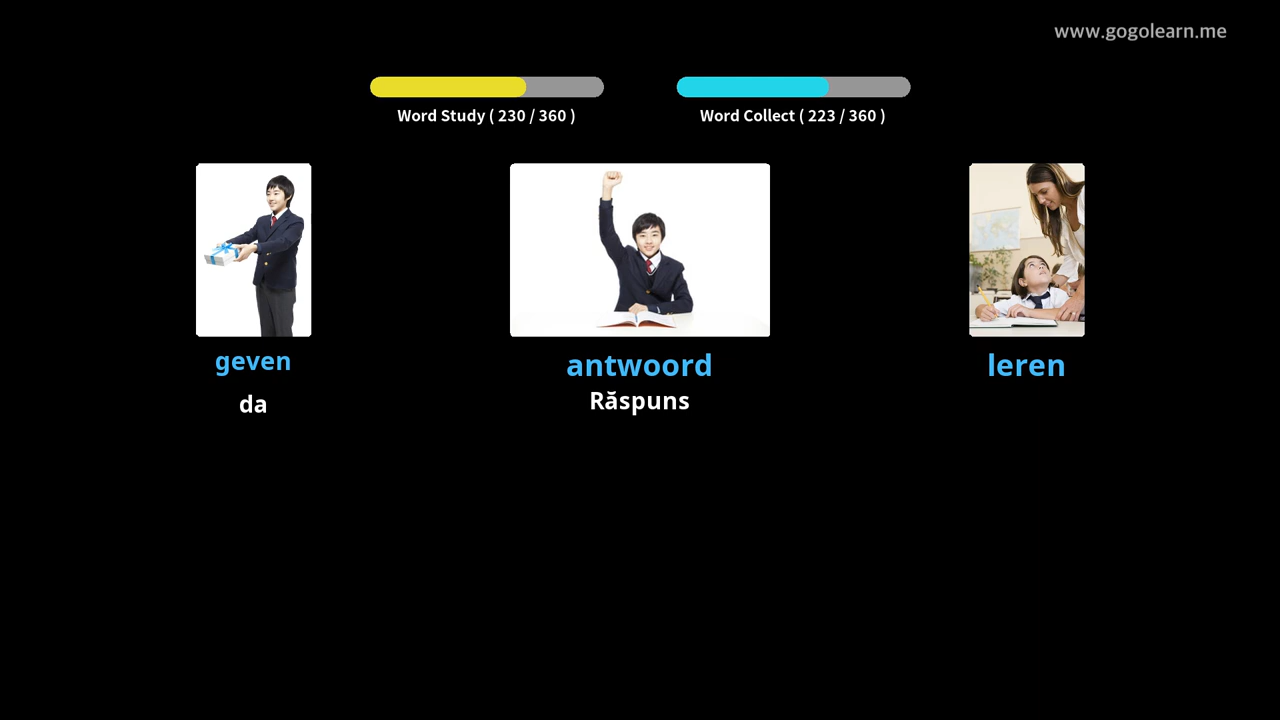 www.gogolearn.me
Word Study ( 230 / 360 )
Word Collect ( 223 / 360 )
geven
da
antwoord
Răspuns
leren